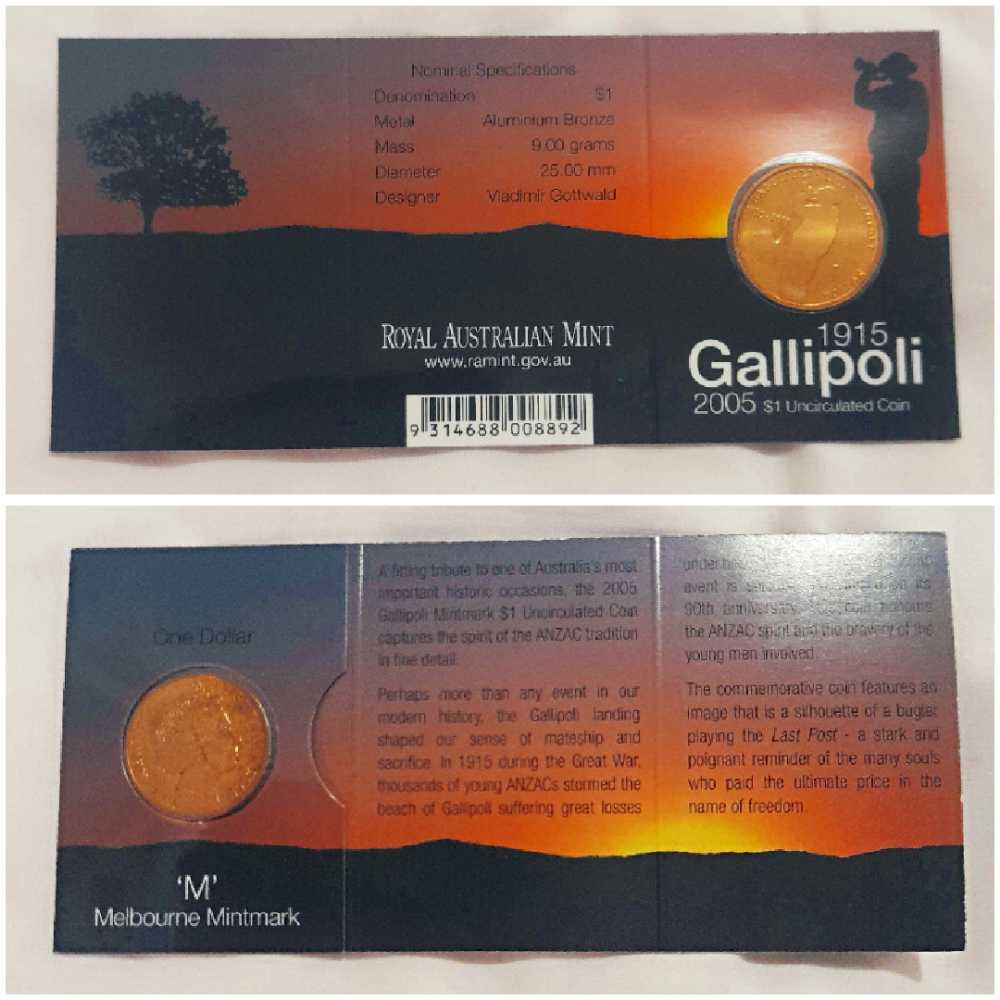 Nominal Specifications
Denomination $1
Metal Aluminium Bronze
Mass 9.00 grams
Diameter 25.00 mm
Designer Vladimir Gottwald
ROYAL AUSTRALIAN MINT
www.ramint.gov.au
9 314688 008892
1915
Gallipoli
2005 $1 Uncirculated Coin
One Dollar
'M'
Melbourne Mintmark
A fitting tribute to one of Australia's most
important historic occasions, the 2005
Gallipoli Mintmark $1 Uncirculated Coin
captures the spirit of the ANZAC tradition
in fine detail.
Perhaps more than any event in our
modern history, the Gallipoli landing
shaped our sense of mateship and
sacrifice. In 1915 during the Great War,
thousands of young ANZACs stormed the
beach of Gallipoli suffering great losses
under
event is on its
90th anniversary. coin honours
the ANZAC spirit and the bravery of the
young men involved.
The commemorative coin features an
image that is a silhouette of a bugler
playing the Last Post - a stark and
poignant reminder of the many souls
who paid the ultimate price in the
name of freedom.